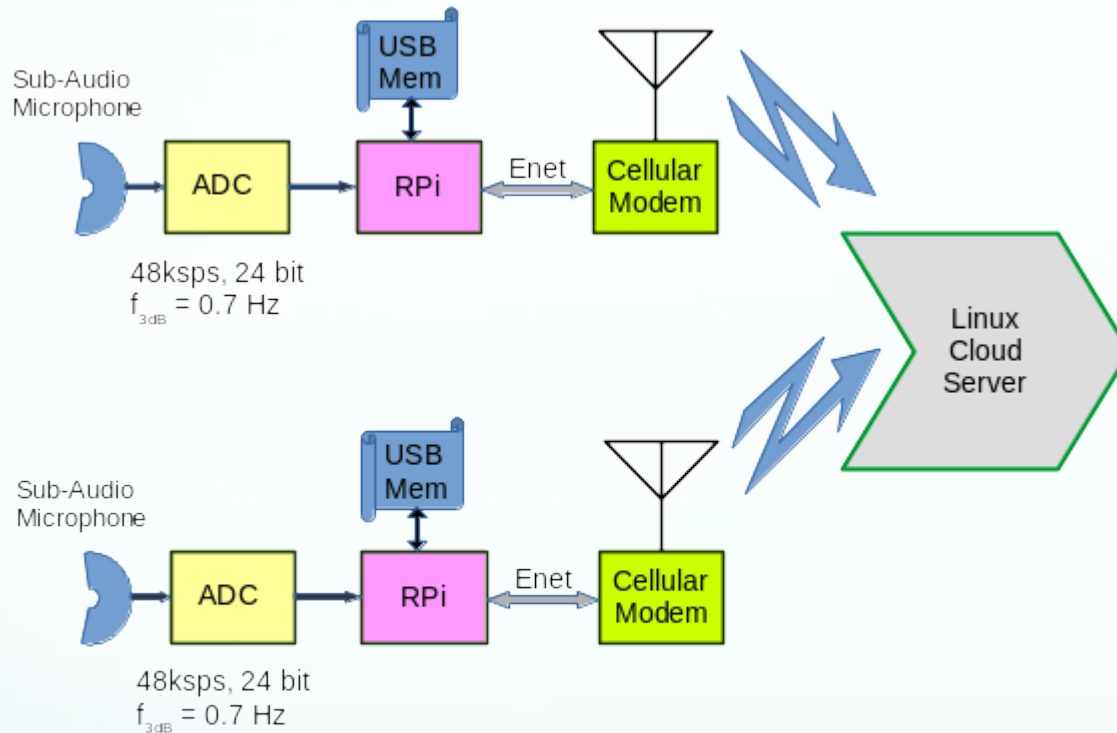 USB
Mem
Sub-Audio
Microphone
ADC
RPi
Enet
Cellular
Modem
48ksps, 24 bit
f3dB = 0.7 Hz
Linux
Cloud
Server
USB
Mem
Sub-Audio
Microphone
ADC
RPi
Enet
Cellular
Modem
48ksps, 24 bit
f3dB = 0.7 Hz